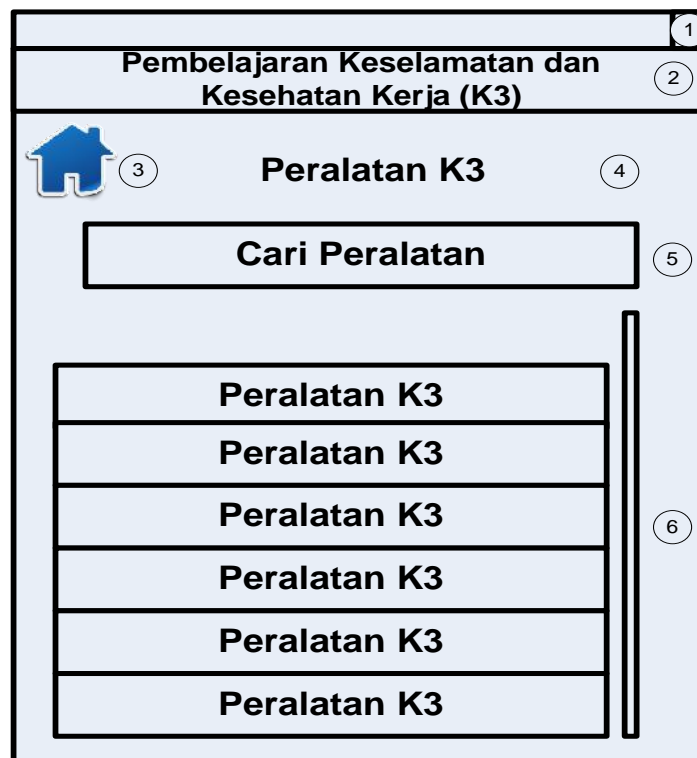 1
Pembelajaran Keselamatan dan
Kesehatan Kerja (K3)
2
3
Peralatan K3
4
Cari Peralatan
5
Peralatan K3
Peralatan K3
Peralatan K3
6
Peralatan K3
Peralatan K3
Peralatan K3